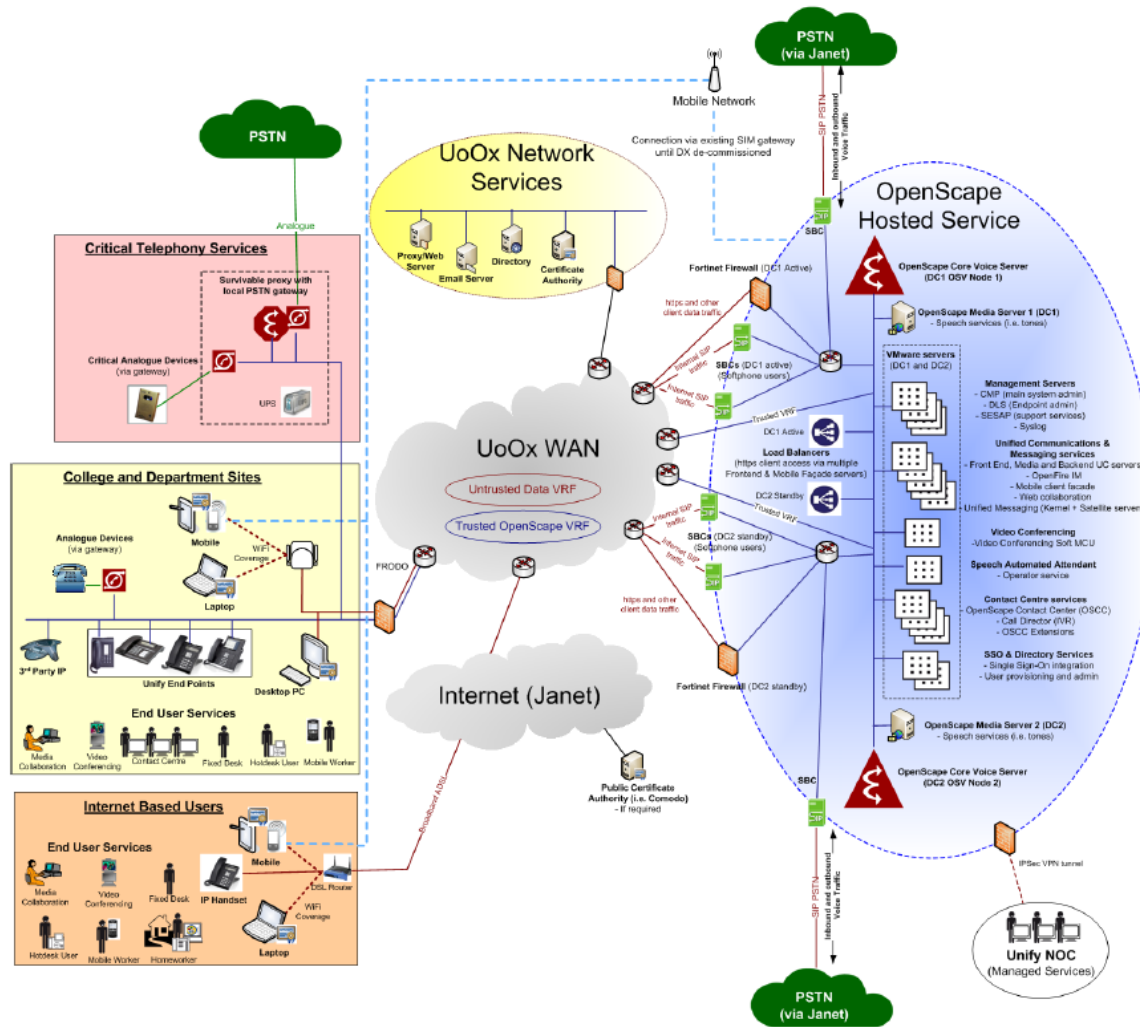 PSTN
(via Janet)
Mobile Network
SIP PSTN
Inbound and outbound
Voice Traffic
Connection via existing SIM gateway
until DX de-commissioned
PSTN
Analogue
UoOx Network
Services
Proxy/Web
Server
Email Server
Directory
Certificate
Authority
OpenScape
Hosted Service
SIP
SBC
Critical Telephony Services
Survivable proxy with
local PSTN gateway
Critical Analogue Devices
(via gateway)
UPS
Fortinet Firewall (DC1 Active)
https and other
client data traffic
Internal SIP
traffic
Internet SIP
traffic
SIP
SIP
SBCs (DC1 active)
(Softphone users)
Trusted VRF
DC1 Active
Load Balancers
(https client access via multiple
Frontend & Mobile Façade servers)
DC2 Standby
Trusted VRF
OpenScape Core Voice Server
(DC1 OSV Node 1)
OpenScape Media Server 1 (DC1)
- Speech services (i.e. tones)
VMware servers
(DC1 and DC2)
Management Servers
- CMP (main system admin)
- DLS (Endpoint admin)
- SESAP (support services)
- Syslog
Unified Communications &
Messaging services
- Front End, Media and Backend UC servers
- OpenFire IM
- Mobile client facade
- Web collaboration
- Unified Messaging (Kernel + Satellite server
Video Conferencing
-Video Conferencing Soft MCU
Speech Automated Attendant
- Operator service
Contact Centre services
- OpenScape Contact Center (OSCC)
- Call Director (IVR)
- OSCC Extensions
SSO & Directory Services
- Single Sign-On integration
- User provisioning and admin
OpenScape Media Server 2 (DC2)
- Speech services (i.e. tones)
OpenScape Core Voice Server
(DC2 OSV Node 2)
UoOx WAN
Untrusted Data VRF
Trusted OpenScape VRF
Internet SIP
traffic
Internal SIP
traffic
SIP
SIP
SBCs (DC2 standby)
(Softphone users)
https and other
client data traffic
Fortinet Firewall (DC2 standby)
College and Department Sites
Analogue Devices
(via gateway)
Mobile
WiFi
Coverage
Laptop
FRODO
3rd Party IP
Unify End Points
Desktop PC
End User Services
Media
Collaboration
Video
Conferencing
Contact Centre
Fixed Desk
Hotdesk User
Mobile Worker
Internet (Janet)
Broadband ADSL
Public Certificate
Authority (i.e. Comodo)
- If required
Internet Based Users
End User Services
Media
Collaboration
Video
Conferencing
Fixed Desk
Hotdesk User
Mobile Worker
Homeworker
Mobile
IP Handset
DSL Router
WiFi
Coverage
Laptop
SBC
SIP
SIP PSTN
Inbound and outbound
Voice Traffic
PSTN
(via Janet)
IPSec VPN tunnel
Unify NOC
(Managed Services)